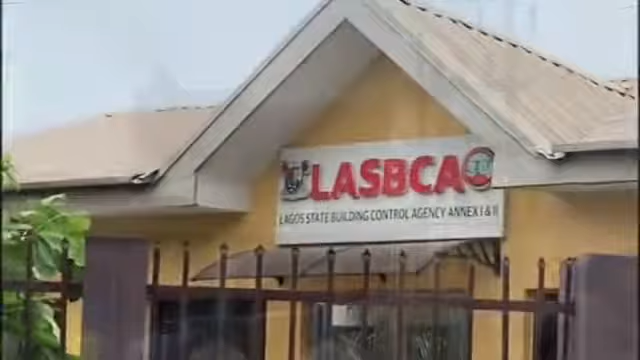 LASBCA
LAGOS STATE BUILDING CONTROL AGENCY ANNEX I & II